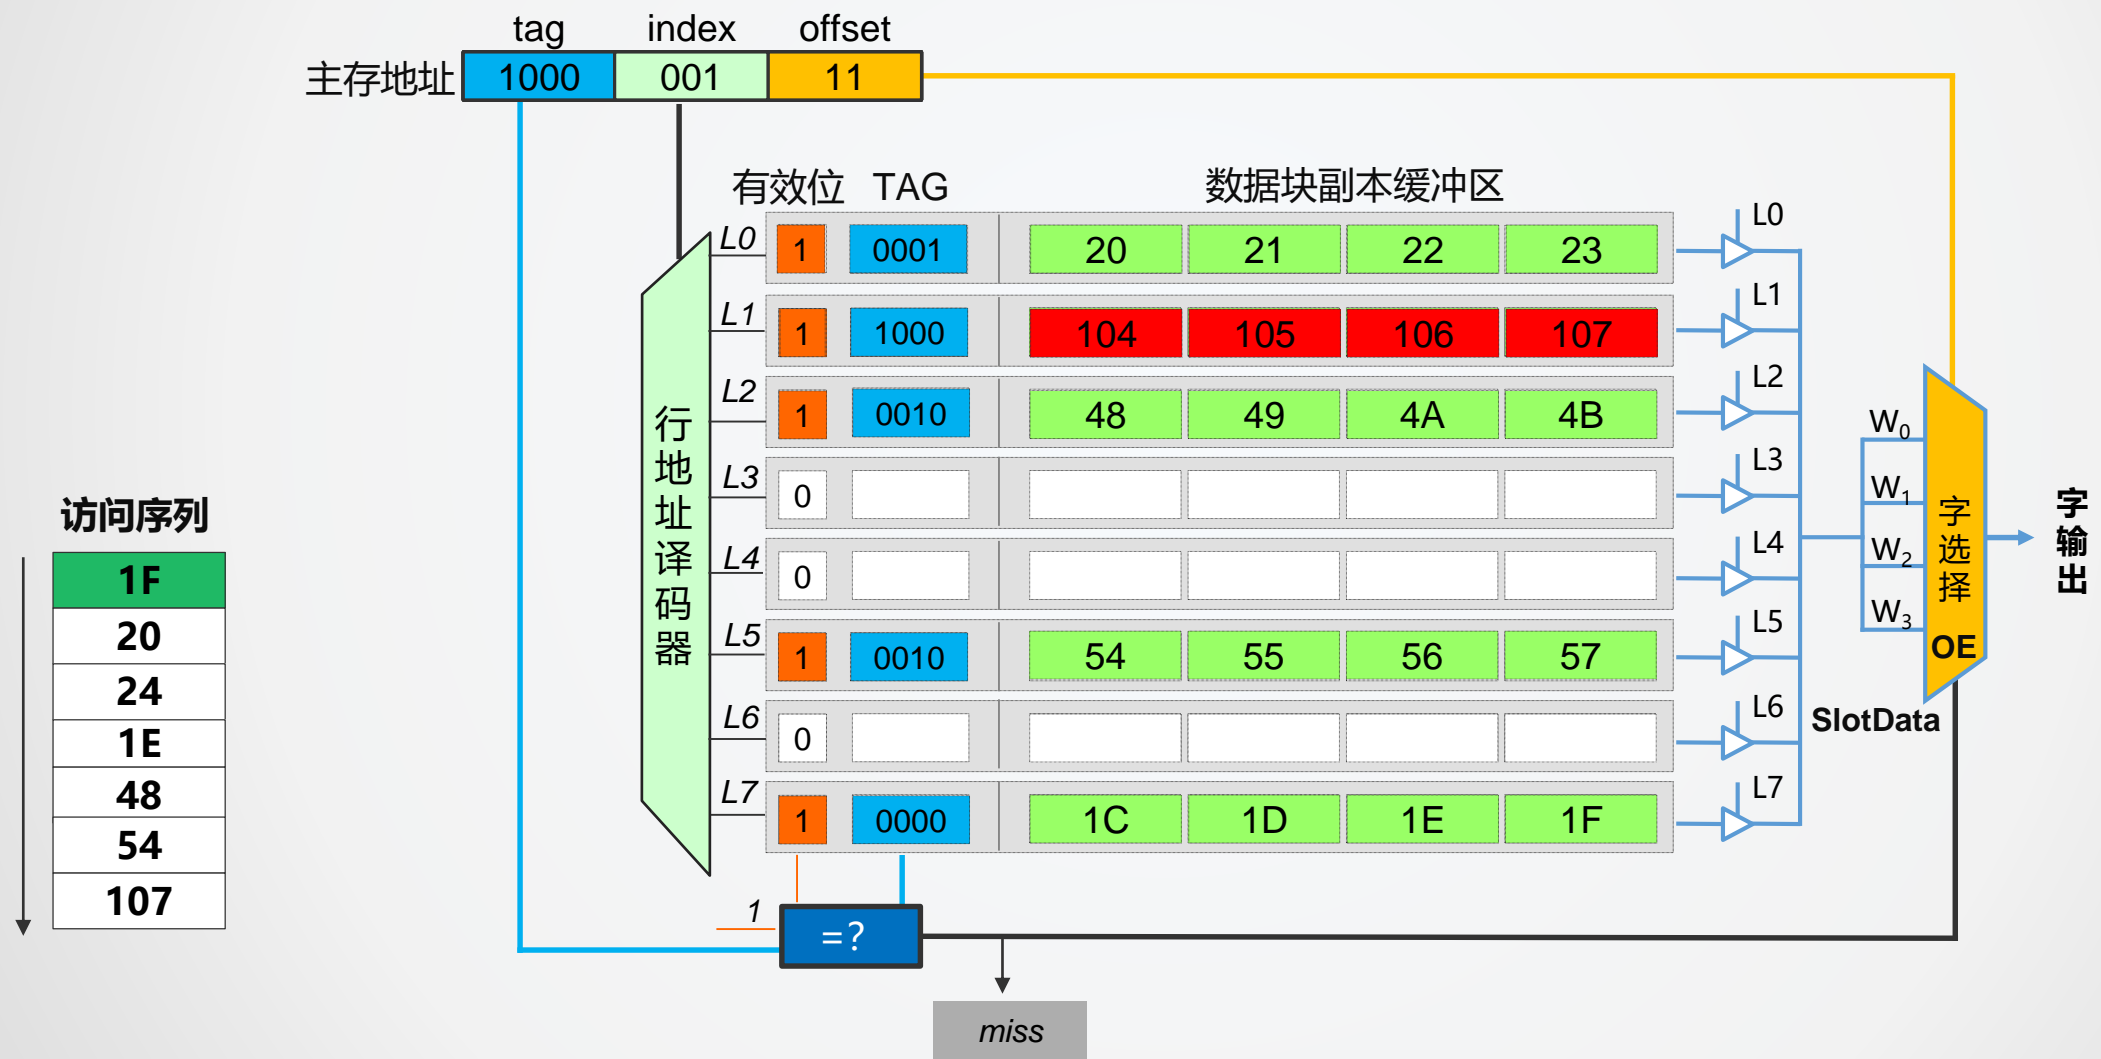 tag index offset
主存地址 1000 001 11
有效位 TAG 数据块副本缓冲区
L0 1 0001 20 21 22 23 L0
L1 1 1000 104 105 106 107 L1
L2 1 0010 48 49 4A 4B L2
L3 0 L3
L4 0 L4
L5 1 0010 54 55 56 57 L5
L6 0 L6
L7 1 0000 1C 1D 1E 1F L7
行地址译码器
访问序列
1F
20
24
1E
48
54
107
W0
W1
W2
W3
字选择
OE
字输出
SlotData
1
=?
miss